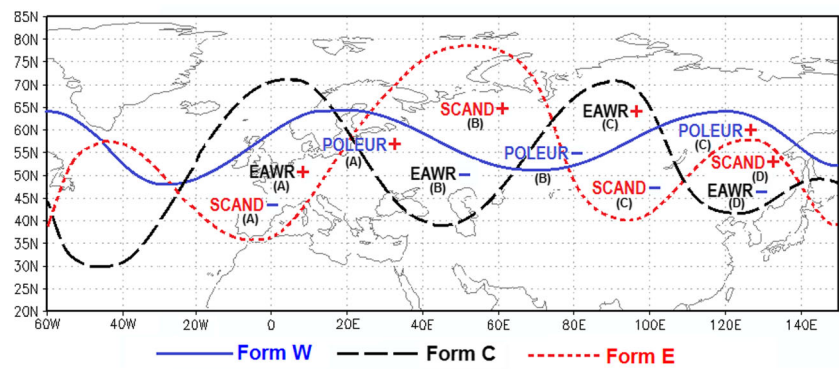 85N
80N
75N
70N
65N
60N
55N
50N
45N
40N
35N
30N
25N
20N
SCAND+
(B)
EAWR+
(C)
POLEUR+
(A)
POLEUR+
(C)
EAWR+
(A)
EAWR-
(B)
POLEUR-
(B)
SCAND+
(D)
SCAND-
(A)
SCAND-
(C)
EAWR-
(D)
60W 40W 20W 0 20E 40E 60E 80E 100E 120E 140E
Form W Form C Form E